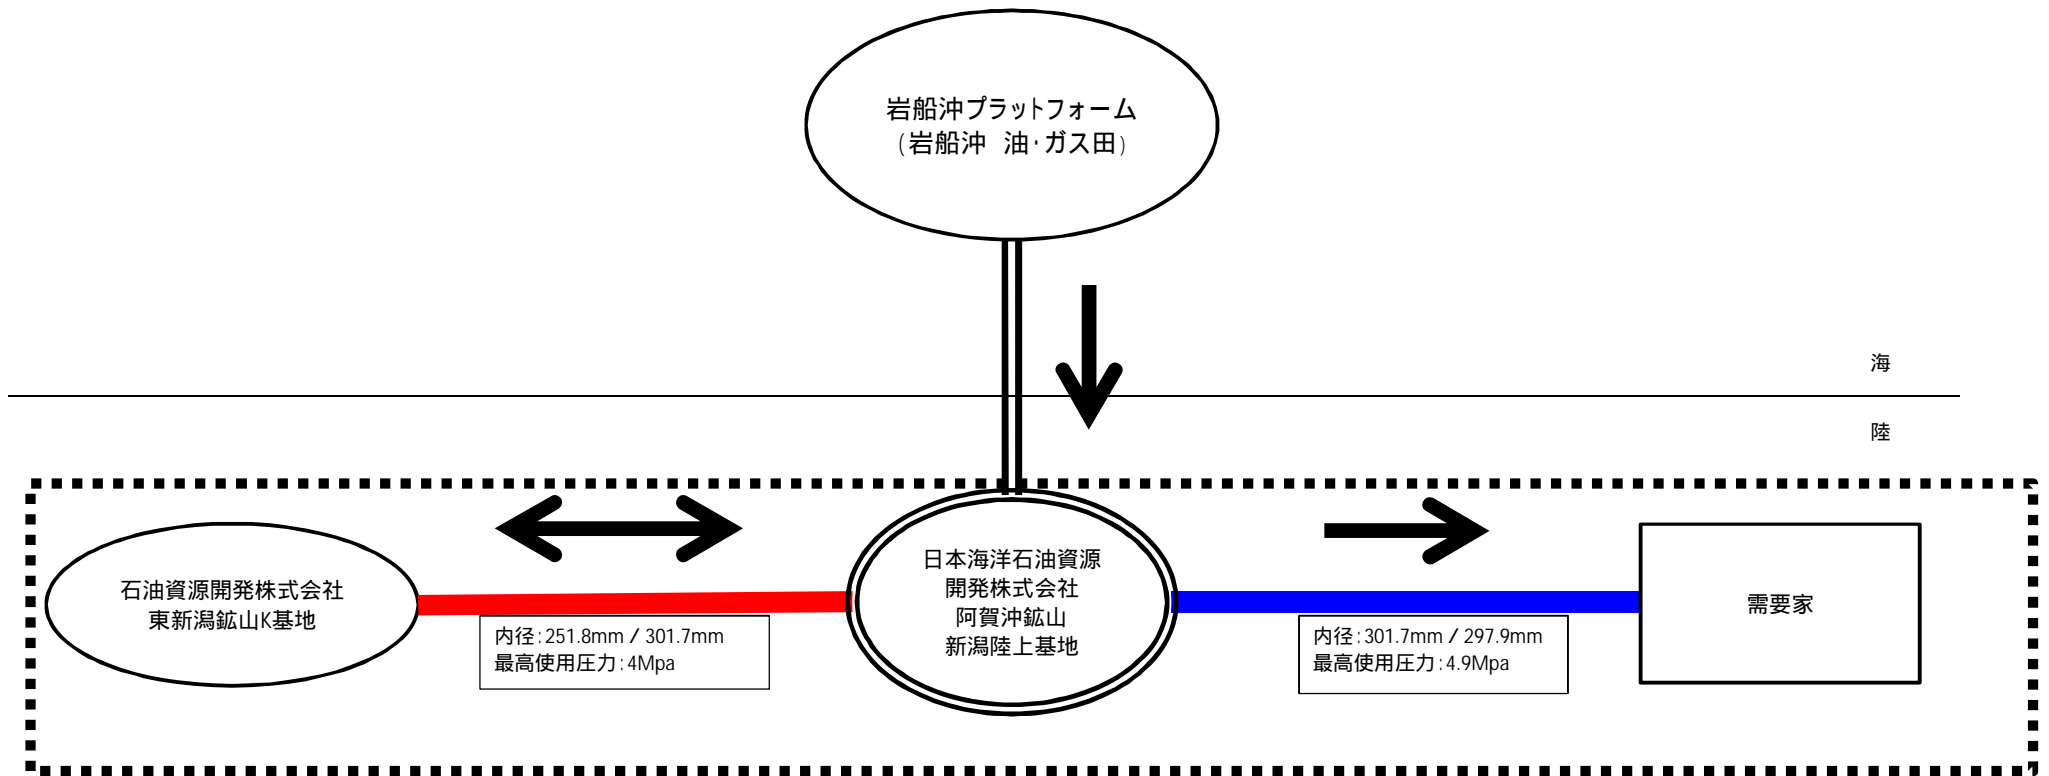 岩船沖プラットフォーム
(岩船沖 油・ガス田)
海
陸
石油資源開発株式会社
東新潟鉱山K基地
内径:251.8mm / 301.7mm
最高使用圧力:4Mpa
日本海洋石油資源
開発株式会社
阿賀沖鉱山
新潟陸上基地
内径:301.7mm / 297.9mm
最高使用圧力:4.9Mpa
需要家